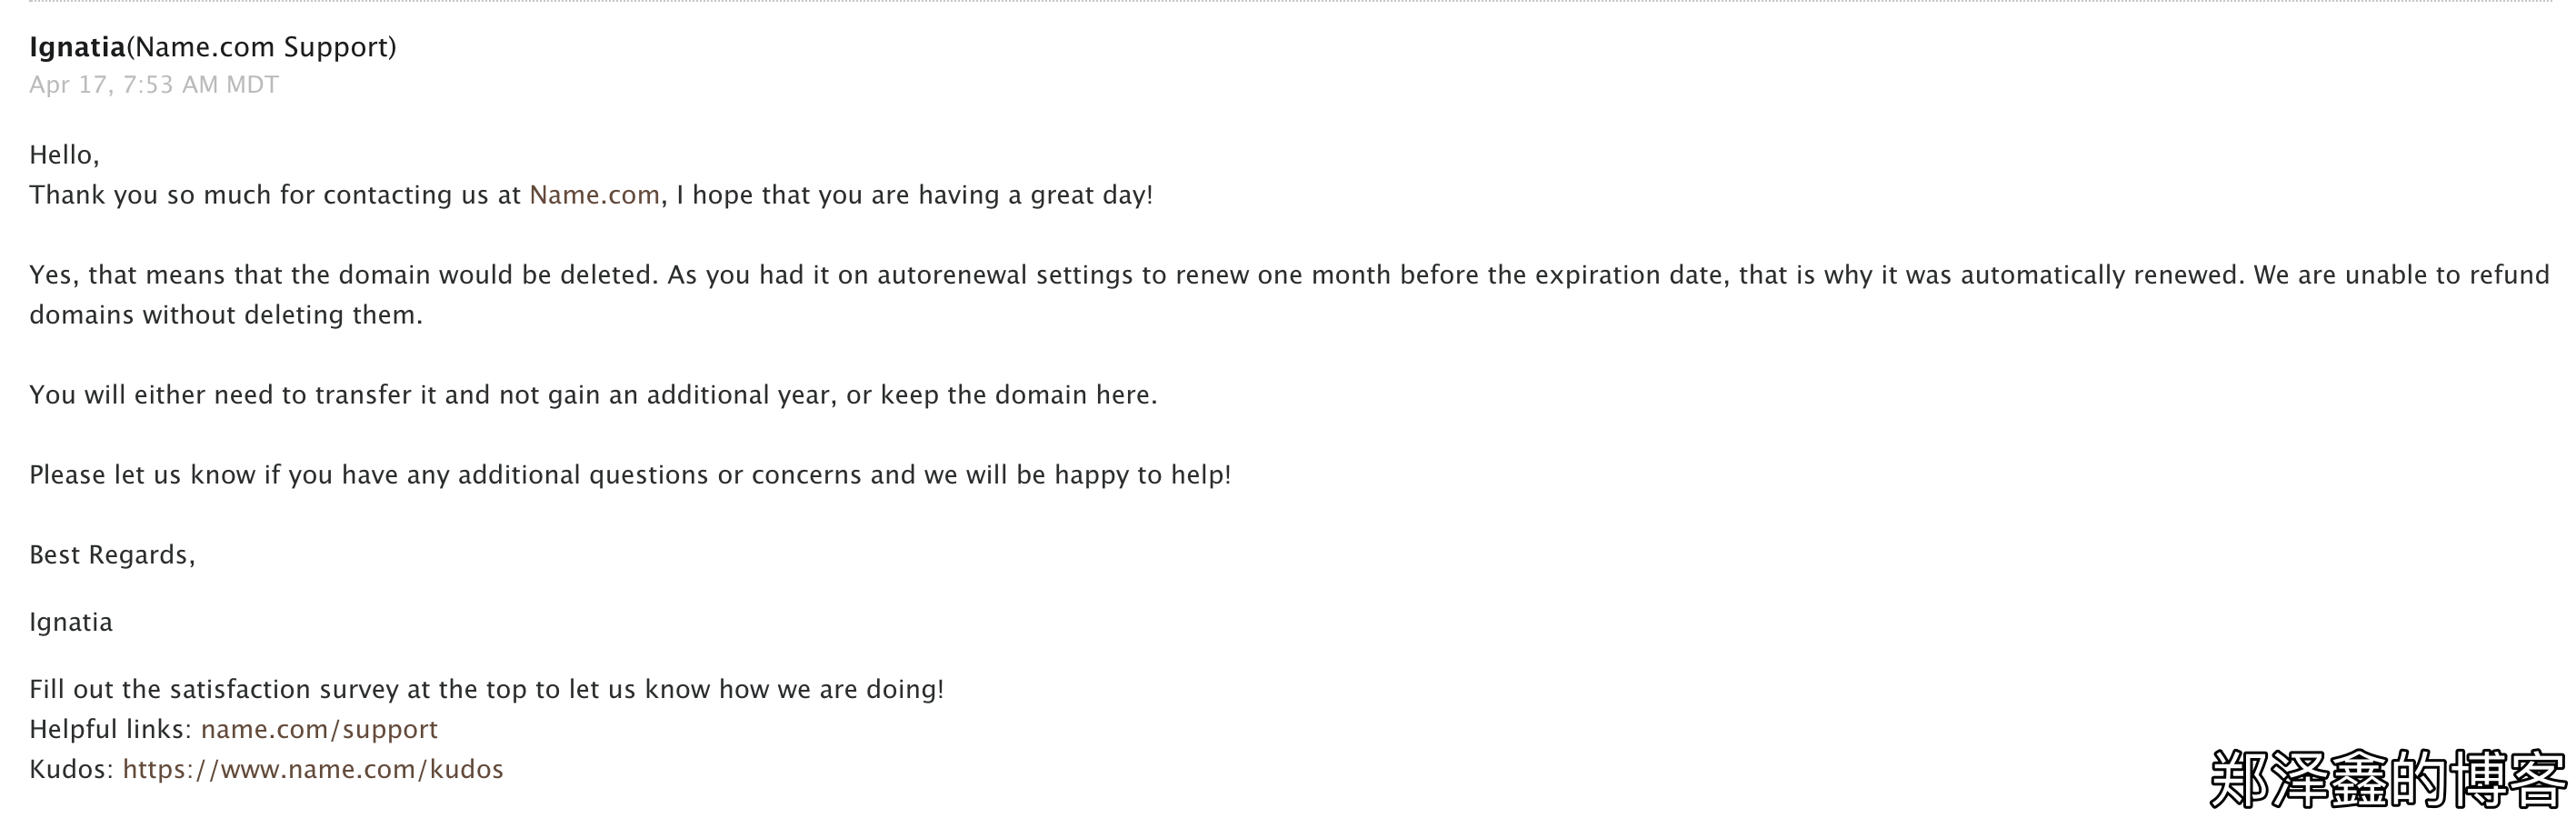 Ignatia(Name.com Support)
Apr 17, 7:53 AM MDT
Hello,
Thank you so much for contacting us at Name.com, I hope that you are having a great day!
Yes, that means that the domain would be deleted. As you had it on autorenewal settings to renew one month before the expiration date, that is why it was automatically renewed. We are unable to refund
domains without deleting them.
You will either need to transfer it and not gain an additional year, or keep the domain here.
Please let us know if you have any additional questions or concerns and we will be happy to help!
Best Regards,
Ignatia
Fill out the satisfaction survey at the top to let us know how we are doing!
Helpful links: name.com/support
Kudos: https://www.name.com/kudos
郑泽鑫的博客